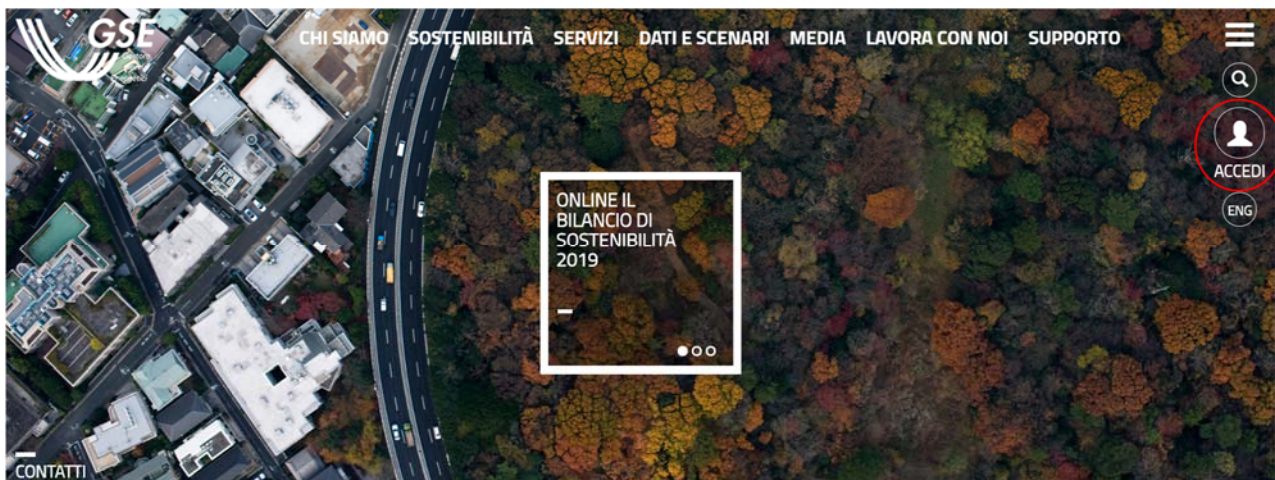 GSE
CHI SIAMO SOSTENIBILITÀ SERVIZI DATI E SCENARI MEDIA LAVORA CON NOI SUPPORTO
ACCEDI
ENG
ONLINE IL
BILANCIO DI
SOSTENIBILITÀ
2019
CONTATTI